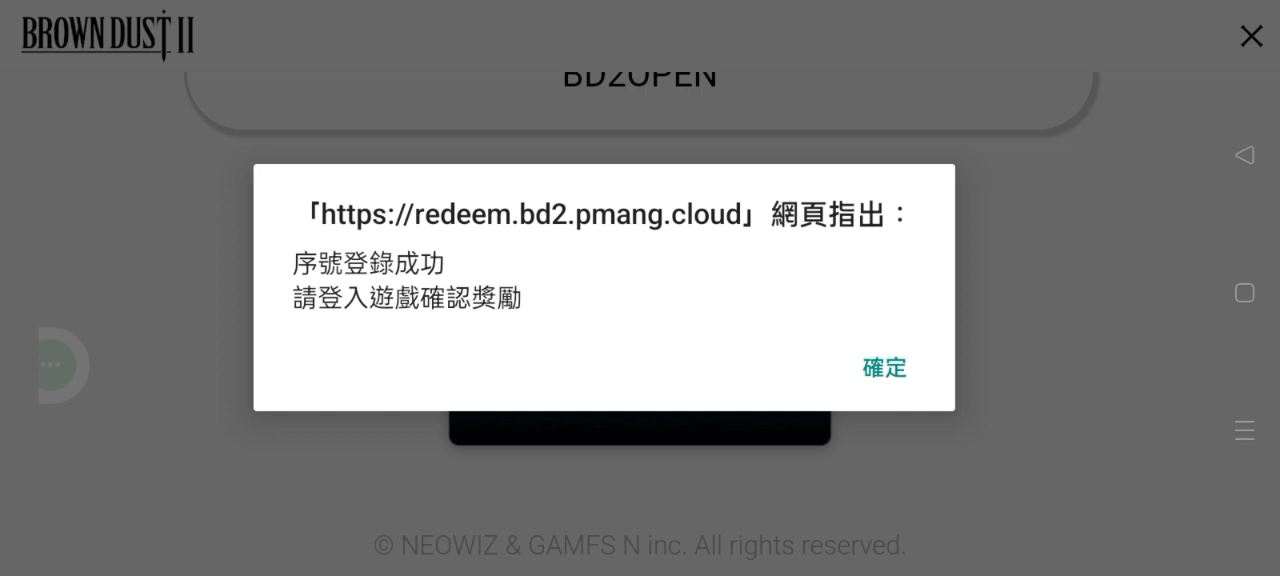 BROWN DUST II
BD2OPEN
「https://redeem.bd2.pmang.cloud」網頁指出：
序號登錄成功
請登入遊戲確認獎勵
確定
© NEOWIZ & GAMFS N inc. All rights reserved.